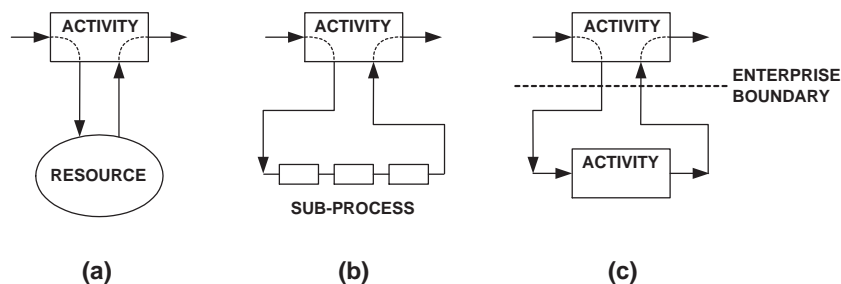 ACTIVITY
RESOURCE
(a)
ACTIVITY
SUB-PROCESS
(b)
ACTIVITY
ENTERPRISE
BOUNDARY
ACTIVITY
(c)